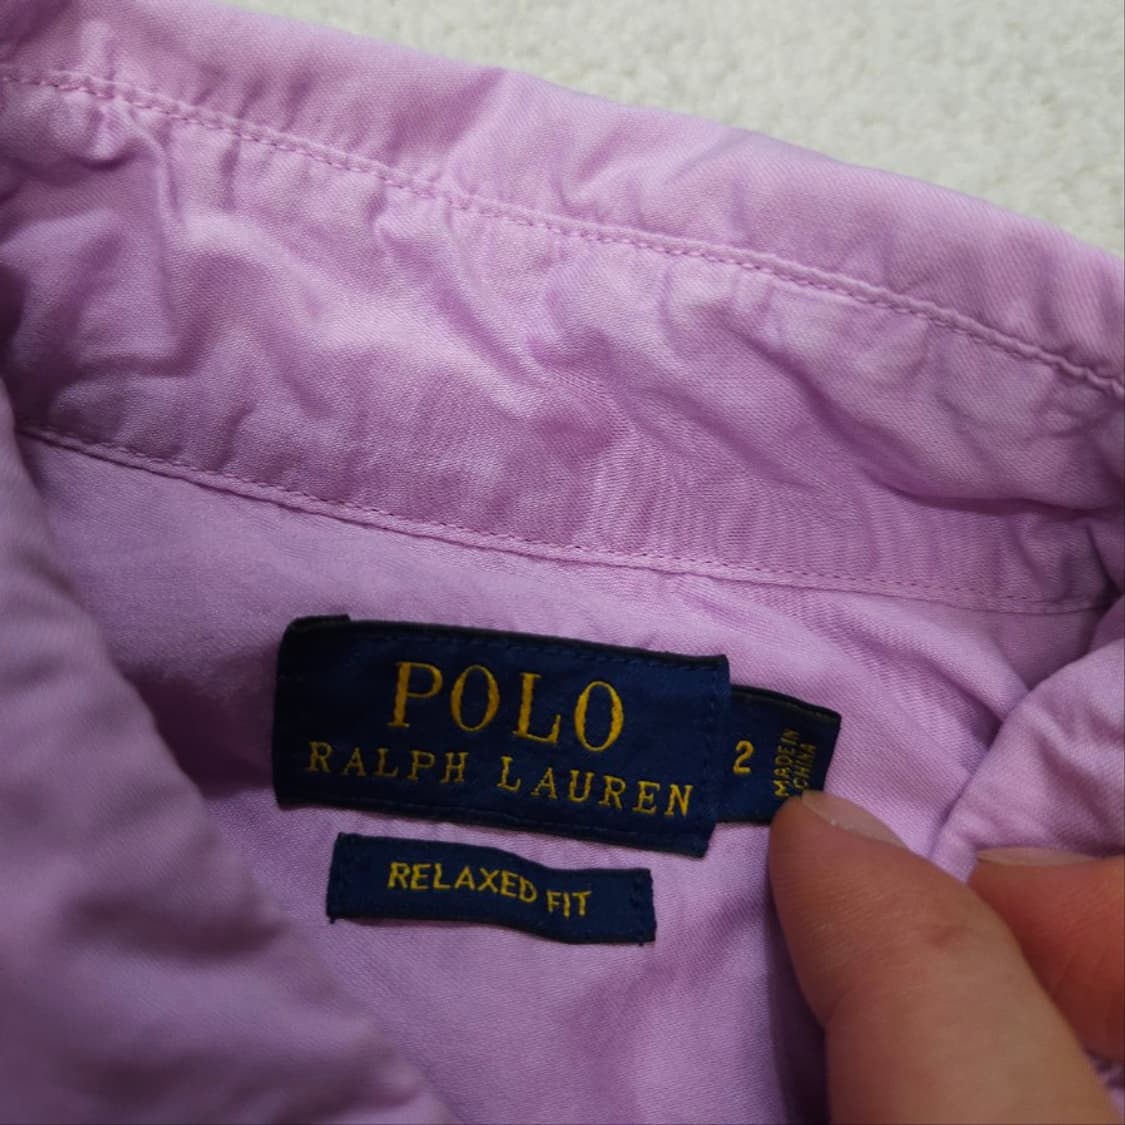 POLO
RALPH LAUREN
2
MADE IN
CHINA
RELAXED FIT